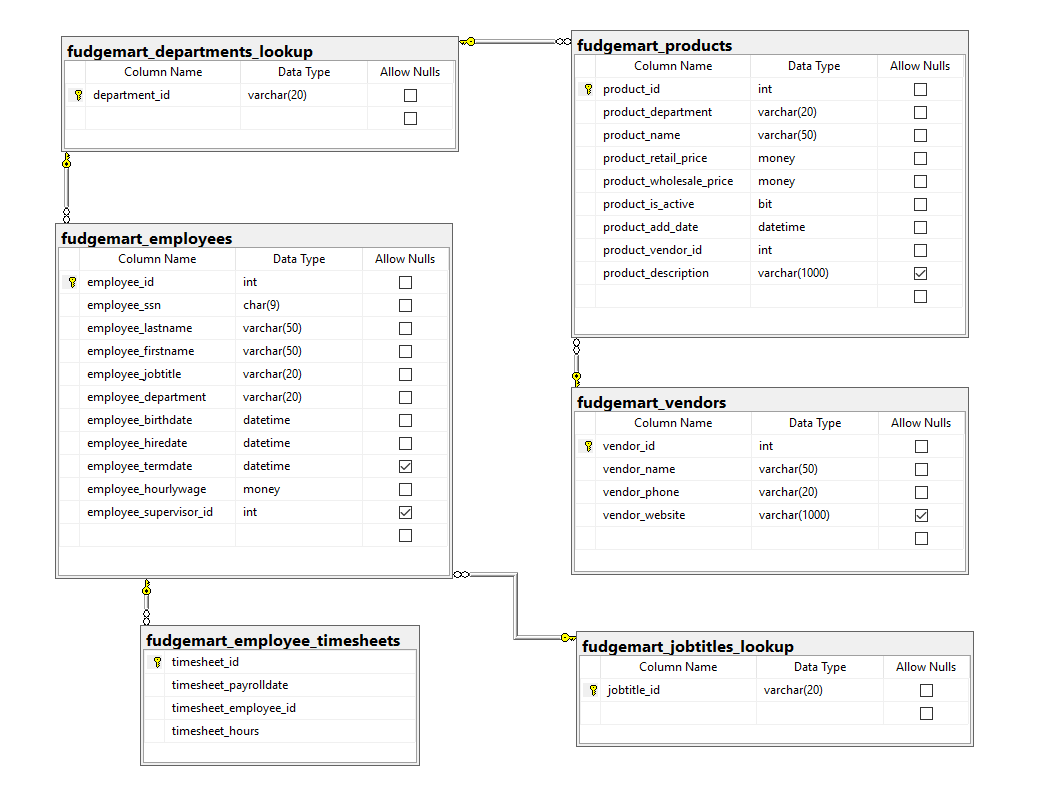 fudgemart_departments_lookup
Column Name Data Type Allow Nulls
department_id varchar(20)
fudgemart_products
Column Name Data Type Allow Nulls
product_id int
product_department varchar(20)
product_name varchar(50)
product_retail_price money
product_wholesale_price money
product_is_active bit
product_add_date datetime
product_vendor_id int
product_description varchar(1000)
fudgemart_employees
Column Name Data Type Allow Nulls
employee_id int
employee_ssn char(9)
employee_lastname varchar(50)
employee_firstname varchar(50)
employee_jobtitle varchar(20)
employee_department varchar(20)
employee_birthdate datetime
employee_hiredate datetime
employee_termdate datetime
employee_hourlywage money
employee_supervisor_id int
fudgemart_vendors
Column Name Data Type Allow Nulls
vendor_id int
vendor_name varchar(50)
vendor_phone varchar(20)
vendor_website varchar(1000)
fudgemart_employee_timesheets
timesheet_id
timesheet_payrolldate
timesheet_employee_id
timesheet_hours
fudgemart_jobtitles_lookup
Column Name Data Type Allow Nulls
jobtitle_id varchar(20)